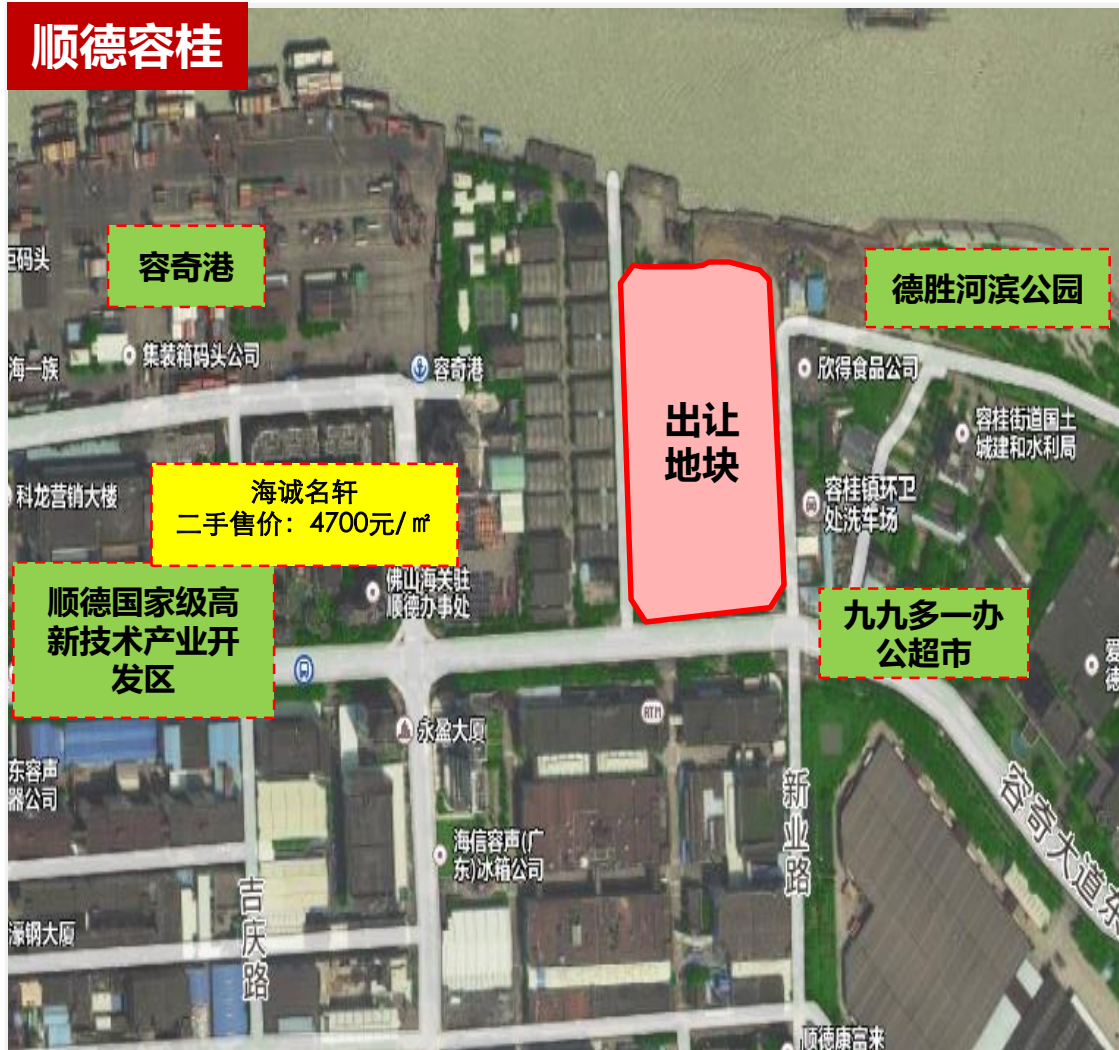 顺德容桂
容奇港
德胜河滨公园
码头
集装箱码头公司
容奇港
欣得食品公司
海一族
出让
地块
容桂街道国土
城建和水利局
科龙营销大楼
海诚名轩
二手售价：4700元/㎡
容桂镇环卫
处洗车场
佛山海关驻
顺德办事处
顺德国家级高
新技术产业开
发区
九九多一办
公超市
ATM
永盈大厦
东容声
器公司
新业路
容奇大道东
海信容声(广
东)冰箱公司
吉庆路
濠钢大厦
顺德康富来